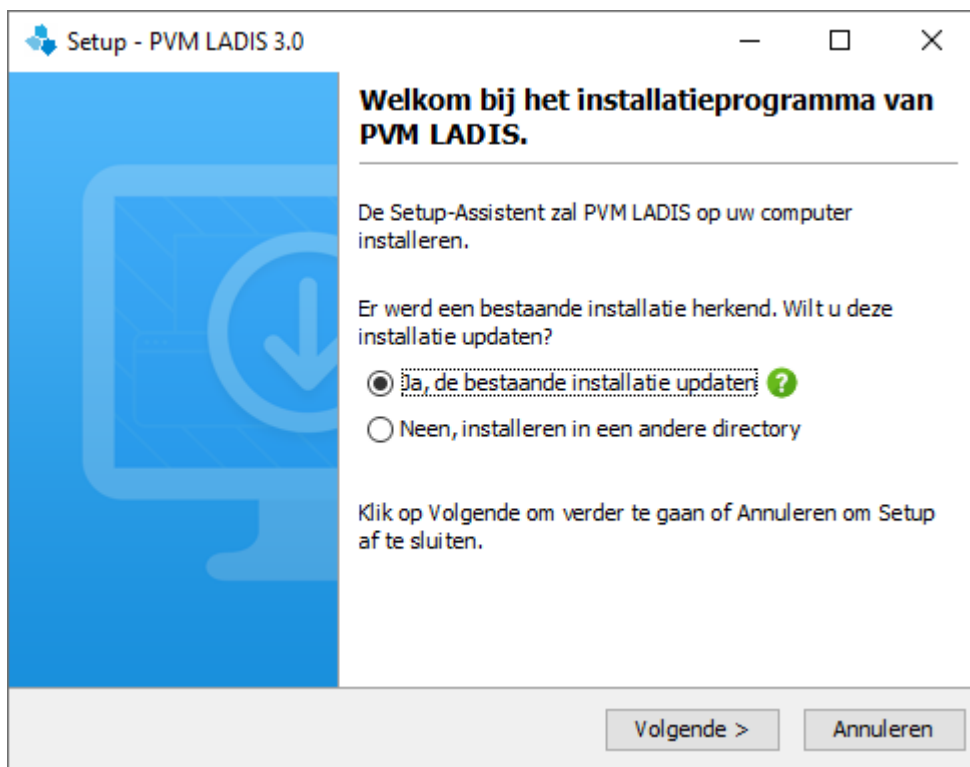 Setup - PVM LADIS 3.0
Welkom bij het installatieprogramma van
PVM LADIS.
De Setup-Assistent zal PVM LADIS op uw computer
installeren.
Er werd een bestaande installatie herkend. Wilt u deze
installatie updaten?
Ja, de bestaande installatie updaten ?
Neen, installeren in een andere directory
Klik op Volgende om verder te gaan of Annuleren om Setup
af te sluiten.
Volgende > Annuleren